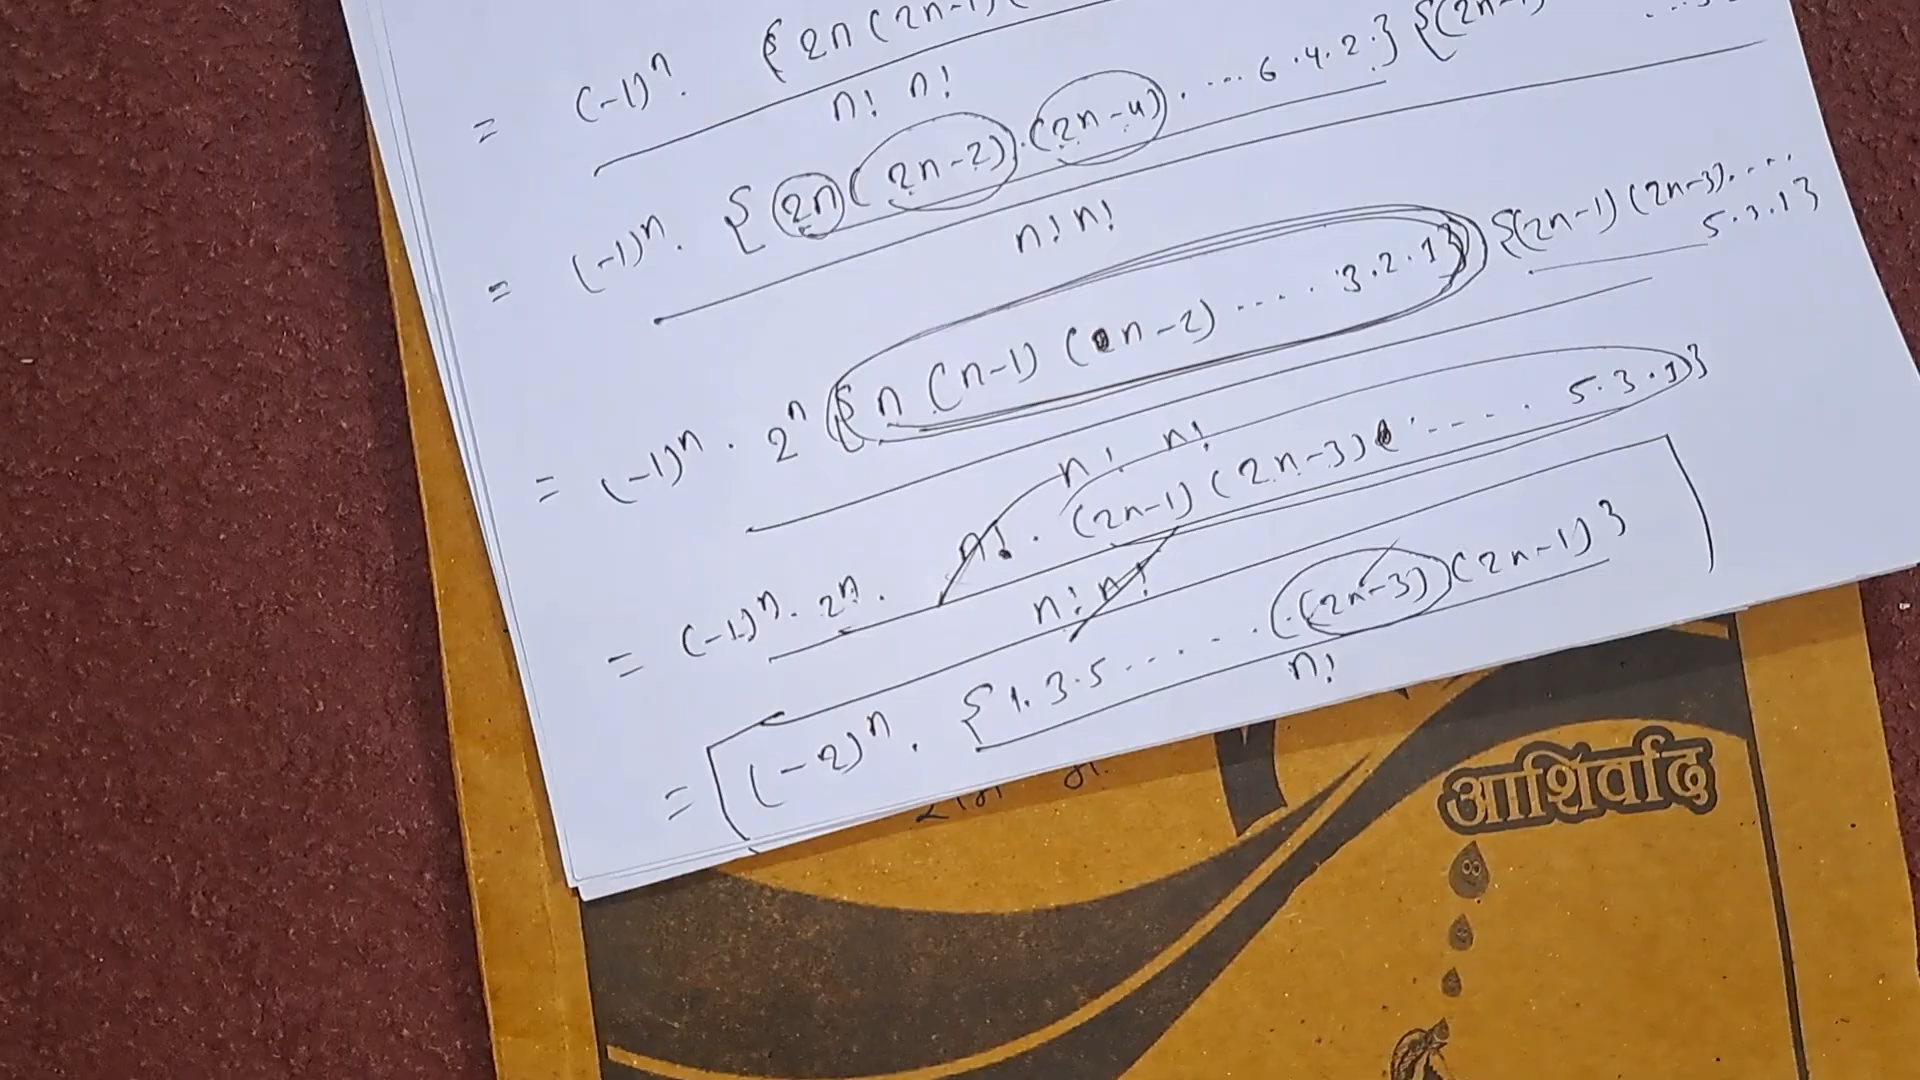 = (-1)ⁿ. {2n(2n-1)
n! n!
= (-1)ⁿ. {2n(2n-2).(2n-4). .... 6.4.2.} {(2n-1)
n! n!
= (-1)ⁿ. 2ⁿ {n(n-1)(n-2) ..... 3.2.1} {(2n-1)(2n-3)..... 5.3.1}
n! n!
= (-1)ⁿ. 2ⁿ. n!. (2n-1)(2n-3) ..... 5.3.1}
n! n!
= (-2)ⁿ. {1.3.5.......(2n-3)(2n-1)}
n!
आशिर्वाद